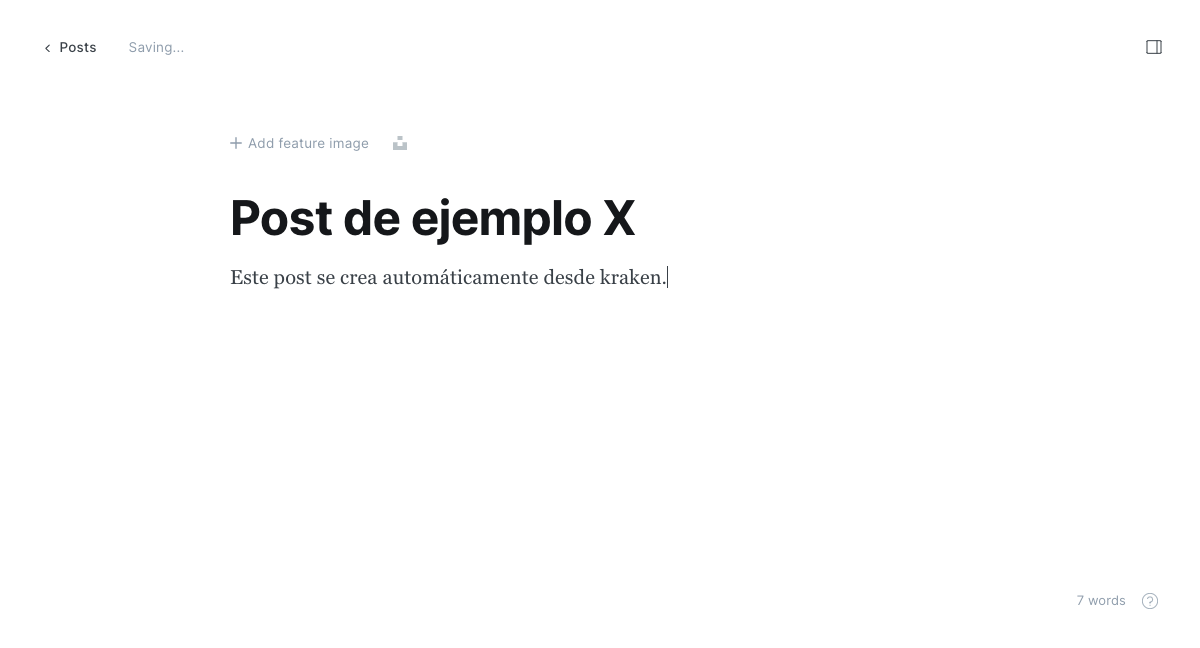 Posts
Saving...
Add feature image
Post de ejemplo X
Este post se crea automáticamente desde kraken.
7 words
?